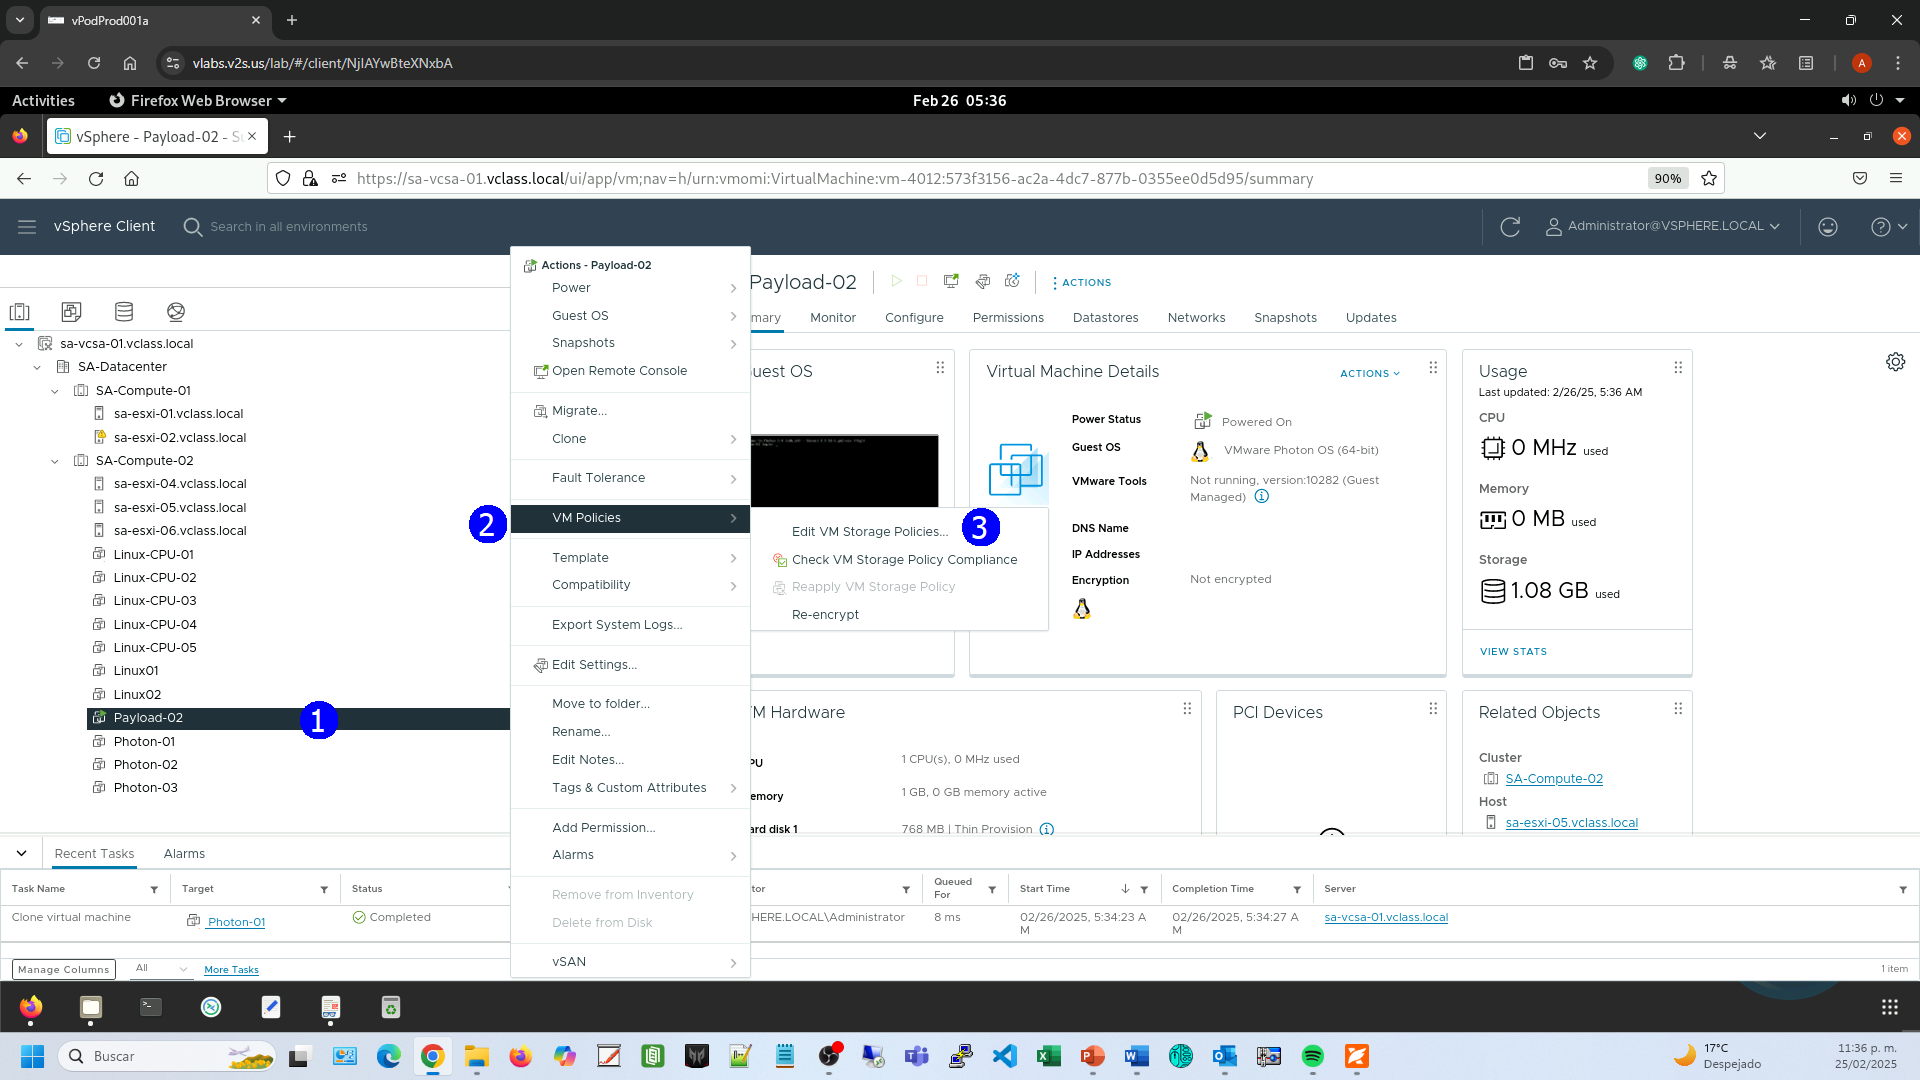 vPodProd001a
vlabs.v2s.us/lab/#/client/NjIAYwBteXNxbA
A
Activities
Firefox Web Browser
Feb 26 05:36
vSphere - Payload-02 - S
https://sa-vcsa-01.vclass.local/ui/app/vm;nav=h/urn:vmomi:VirtualMachine:vm-4012:573f3156-ac2a-4dc7-877b-0355ee0d5d95/summary
90%
vSphere Client
Search in all environments
Administrator@VSPHERE.LOCAL
sa-vcsa-01.vclass.local
SA-Datacenter
SA-Compute-01
sa-esxi-01.vclass.local
sa-esxi-02.vclass.local
SA-Compute-02
sa-esxi-04.vclass.local
sa-esxi-05.vclass.local
sa-esxi-06.vclass.local
Linux-CPU-01
Linux-CPU-02
Linux-CPU-03
Linux-CPU-04
Linux-CPU-05
Linux01
Linux02
Payload-02
1
Photon-01
Photon-02
Photon-03
Actions - Payload-02
Power
Guest OS
Snapshots
Open Remote Console
Migrate...
Clone
Fault Tolerance
2
VM Policies
Template
Compatibility
Export System Logs...
Edit Settings...
Move to folder...
Rename...
Edit Notes...
Tags & Custom Attributes
Add Permission...
Alarms
Remove from Inventory
Delete from Disk
vSAN
Edit VM Storage Policies...
3
Check VM Storage Policy Compliance
Reapply VM Storage Policy
Re-encrypt
Payload-02
ACTIONS
mary
Monitor
Configure
Permissions
Datastores
Networks
Snapshots
Updates
uest OS
Virtual Machine Details
ACTIONS
Power Status
Powered On
Guest OS
VMware Photon OS (64-bit)
VMware Tools
Not running, version:10282 (Guest
Managed)
DNS Name
IP Addresses
Encryption
Not encrypted
Usage
Last updated: 2/26/25, 5:36 AM
CPU
0 MHz used
Memory
0 MB used
Storage
1.08 GB used
VIEW STATS
M Hardware
PU
1 CPU(s), 0 MHz used
emory
1 GB, 0 GB memory active
ard disk 1
768 MB | Thin Provision
PCI Devices
Related Objects
Cluster
SA-Compute-02
Host
sa-esxi-05.vclass.local
Recent Tasks
Alarms
Task Name
Target
Status
tor
Queued
For
Start Time
Completion Time
Server
Clone virtual machine
Photon-01
Completed
HERE.LOCAL\Administrator
8 ms
02/26/2025, 5:34:23 A
M
02/26/2025, 5:34:27 A
M
sa-vcsa-01.vclass.local
Manage Columns
All
More Tasks
1 item
Buscar
17°C
Despejado
11:36 p. m.
25/02/2025